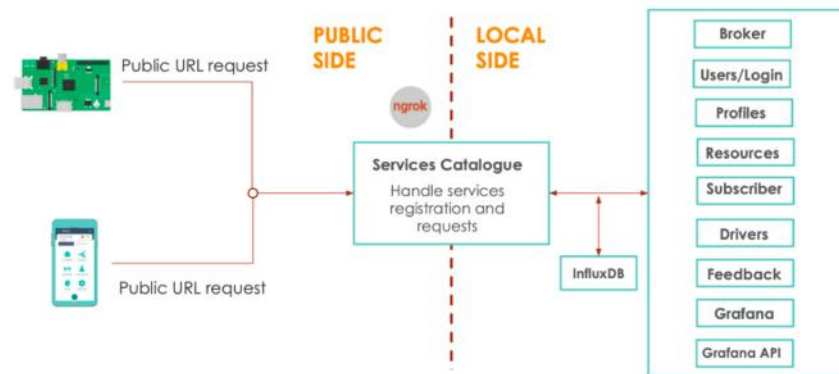 Public URL request
Public URL request
PUBLIC
SIDE
LOCAL
SIDE
ngrok
Services Catalogue
Handle services
registration and
requests
InfluxDB
Broker
Users/Login
Profiles
Resources
Subscriber
Drivers
Feedback
Grafana
Grafana API